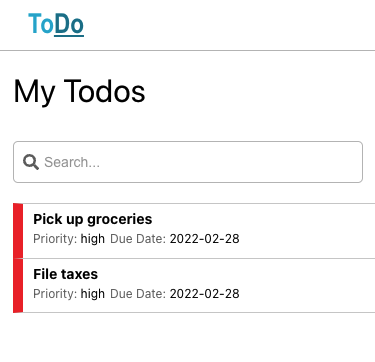 ToDo
My Todos
Search...
Pick up groceries
Priority: high Due Date: 2022-02-28
File taxes
Priority: high Due Date: 2022-02-28